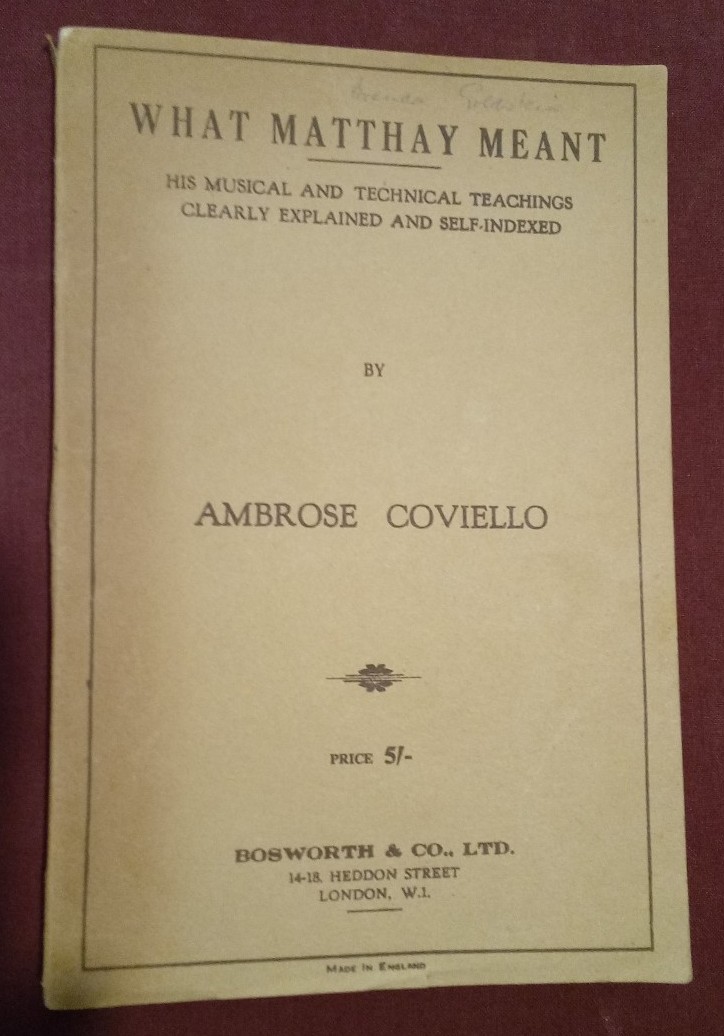 WHAT MATTHAY MEANT
HIS MUSICAL AND TECHNICAL TEACHINGS
CLEARLY EXPLAINED AND SELF-INDEXED
BY
AMBROSE COVIELLO
PRICE 5/-
BOSWORTH & CO., LTD.
14-18, HEDDON STREET
LONDON, W.1.
MADE IN ENGLAND